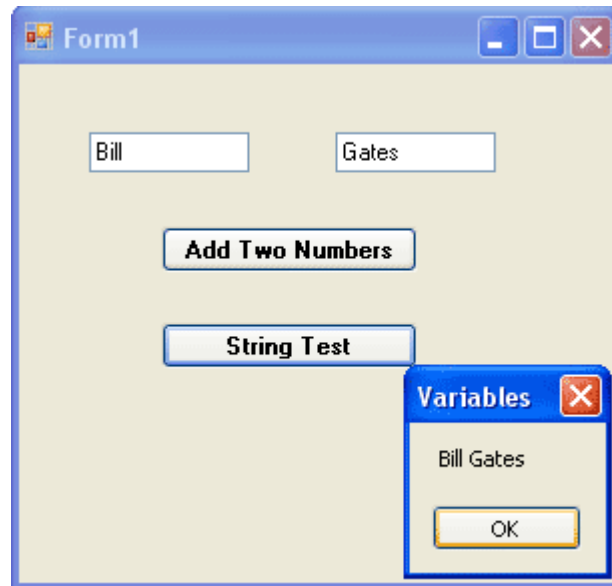 Form1
Bill Gates
Add Two Numbers
String Test
Variables
Bill Gates
OK